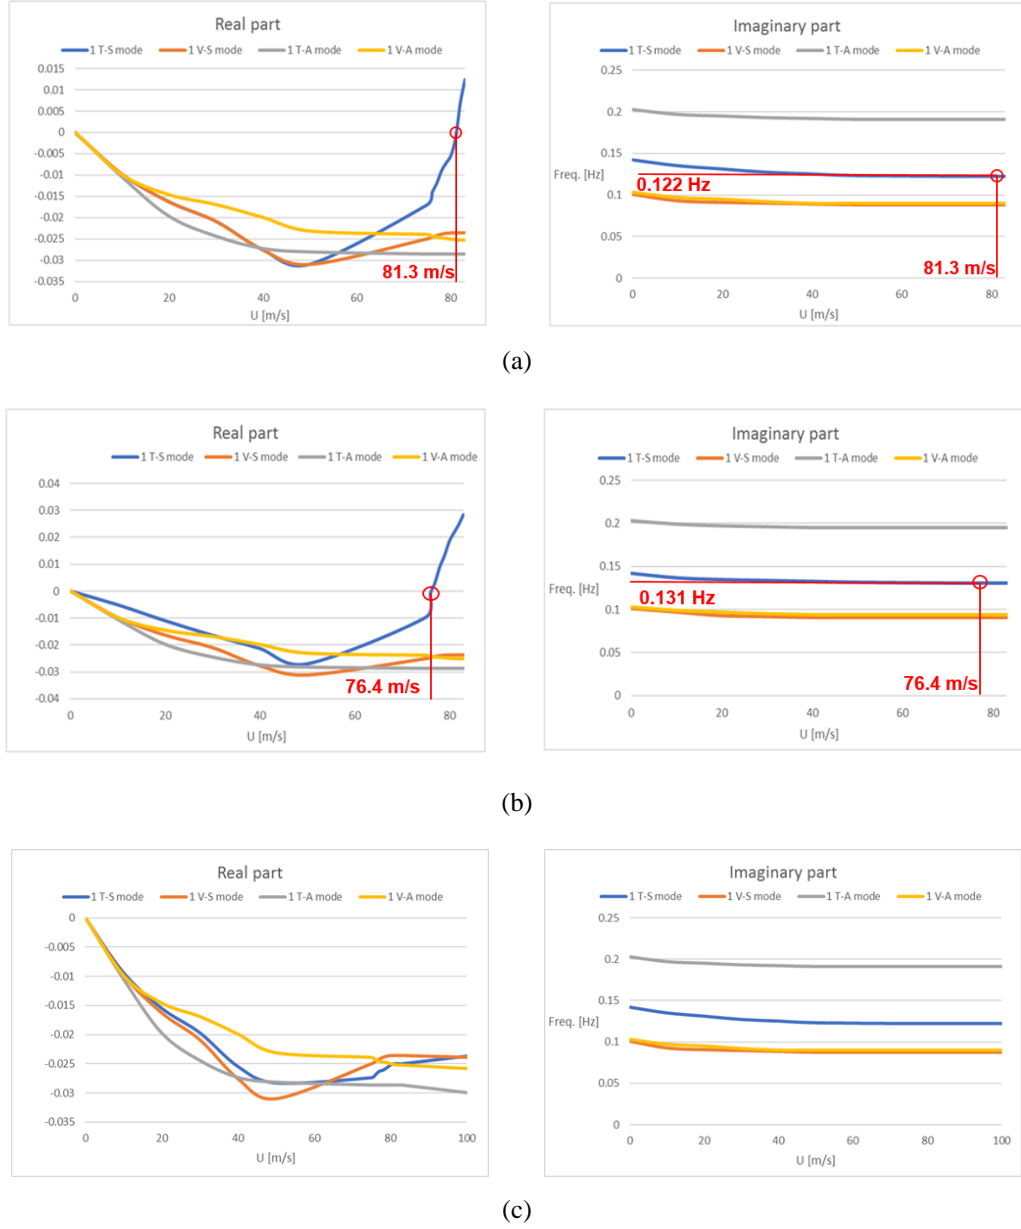 Real part
1 T-S mode 1 V-S mode 1 T-A mode 1 V-A mode
0.015
0.01
0.005
0
-0.005
-0.01
-0.015
-0.02
-0.025
-0.03
-0.035
81.3 m/s
0 20 40 60 80
U [m/s]
Imaginary part
1 T-S mode 1 V-S mode 1 T-A mode 1 V-A mode
0.25
0.2
0.15
Freq. [Hz]
0.122 Hz
0.1
0.05
81.3 m/s
0
0 20 40 60 80
U [m/s]
(a)
Real part
1 T-S mode 1 V-S mode 1 T-A mode 1 V-A mode
0.04
0.03
0.02
0.01
0
-0.01
-0.02
-0.03
76.4 m/s
-0.04
0 20 40 60 80
U [m/s]
Imaginary part
1 T-S mode 1 V-S mode 1 T-A mode 1 V-A mode
0.25
0.2
0.15
Freq. [Hz]
0.131 Hz
0.1
0.05
76.4 m/s
0
0 20 40 60 80
U [m/s]
(b)
Real part
1 T-S mode 1 V-S mode 1 T-A mode 1 V-A mode
0
-0.005
-0.01
-0.015
-0.02
-0.025
-0.03
-0.035
0 20 40 60 80 100
U [m/s]
Imaginary part
1 T-S mode 1 V-S mode 1 T-A mode 1 V-A mode
0.25
0.2
0.15
Freq. [Hz]
0.1
0.05
0
0 20 40 60 80 100
U [m/s]
(c)